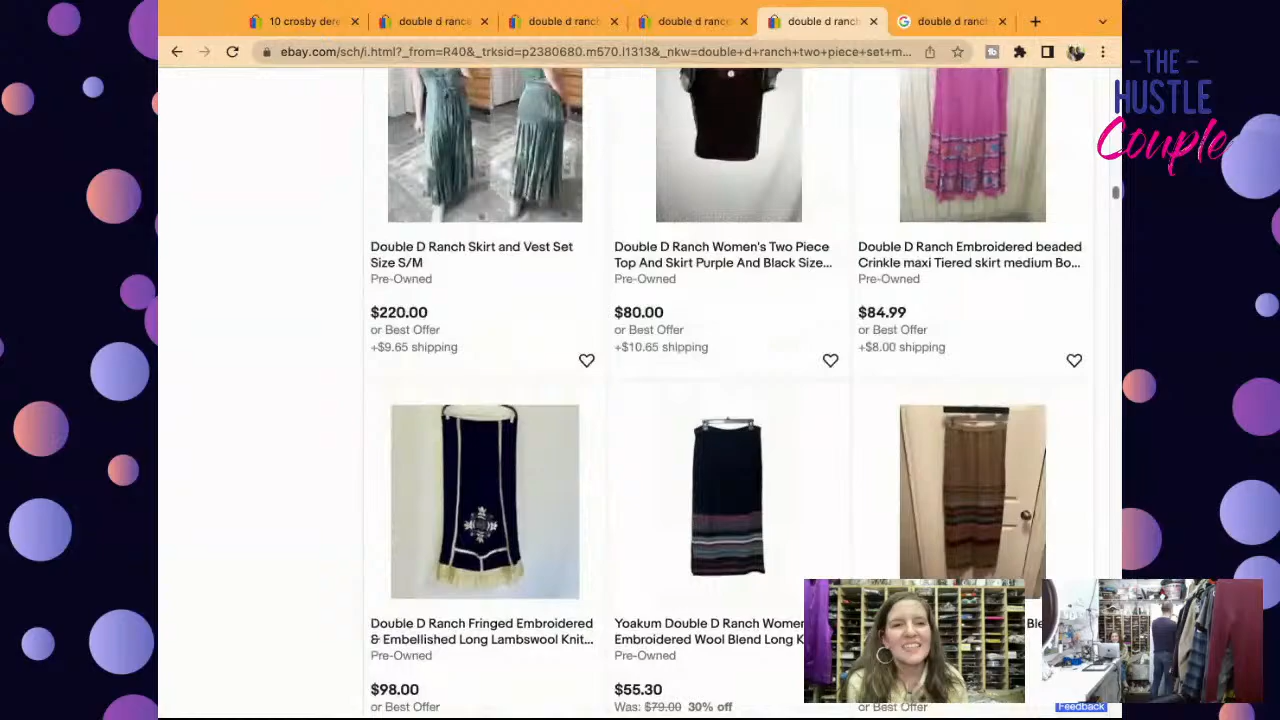 10 crosby dere
double d ranc
double d ranch
double d rance
double d ranch
double d ranch
ebay.com/sch/i.html?_from=R40&_trksid=p2380680.m570.l1313&_nkw=double+d+ranch+two+piece+set+m...
-THE-
HUSTLE
Couple
Double D Ranch Skirt and Vest Set
Size S/M
Pre-Owned
$220.00
or Best Offer
+$9.65 shipping
Double D Ranch Women's Two Piece
Top And Skirt Purple And Black Size...
Pre-Owned
$80.00
or Best Offer
+$10.65 shipping
Double D Ranch Embroidered beaded
Crinkle maxi Tiered skirt medium Bo...
Pre-Owned
$84.99
or Best Offer
+$8.00 shipping
Double D Ranch Fringed Embroidered
& Embellished Long Lambswool Knit...
Pre-Owned
$98.00
or Best Offer
Yoakum Double D Ranch Women
Embroidered Wool Blend Long K
Pre-Owned
$55.30
Was: $79.00 30% off
or Best Offer
Feedback